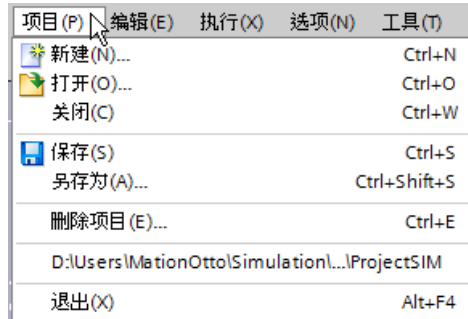 项目(P) 编辑(E) 执行(X) 选项(N) 工具(T)
新建(N)... Ctrl+N
打开(O)... Ctrl+O
关闭(C) Ctrl+W
保存(S) Ctrl+S
另存为(A)... Ctrl+Shift+S
删除项目(E)... Ctrl+E
D:\Users\MationOtto\Simulation\...\ProjectSIM
退出(X) Alt+F4